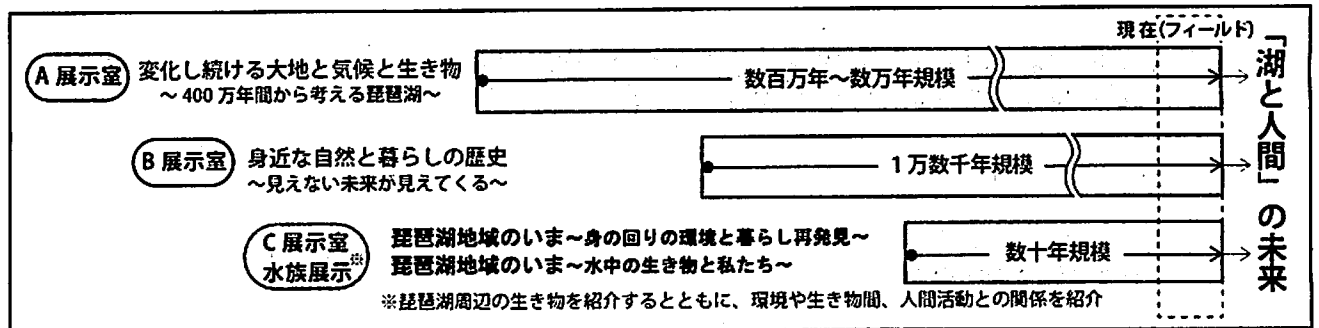 現在(フィールド)
A 展示室
変化し続ける大地と気候と生き物
～400万年間から考える琵琶湖～
数百万年～数万年規模
B 展示室
身近な自然と暮らしの歴史
～見えない未来が見えてくる～
1万数千年規模
C 展示室
水族展示※
琵琶湖地域のいま～身の回りの環境と暮らし再発見～
琵琶湖地域のいま～水中の生き物と私たち～
数十年規模
※琵琶湖周辺の生き物を紹介するとともに、環境や生き物間、人間活動との関係を紹介
「湖と人間」の未来